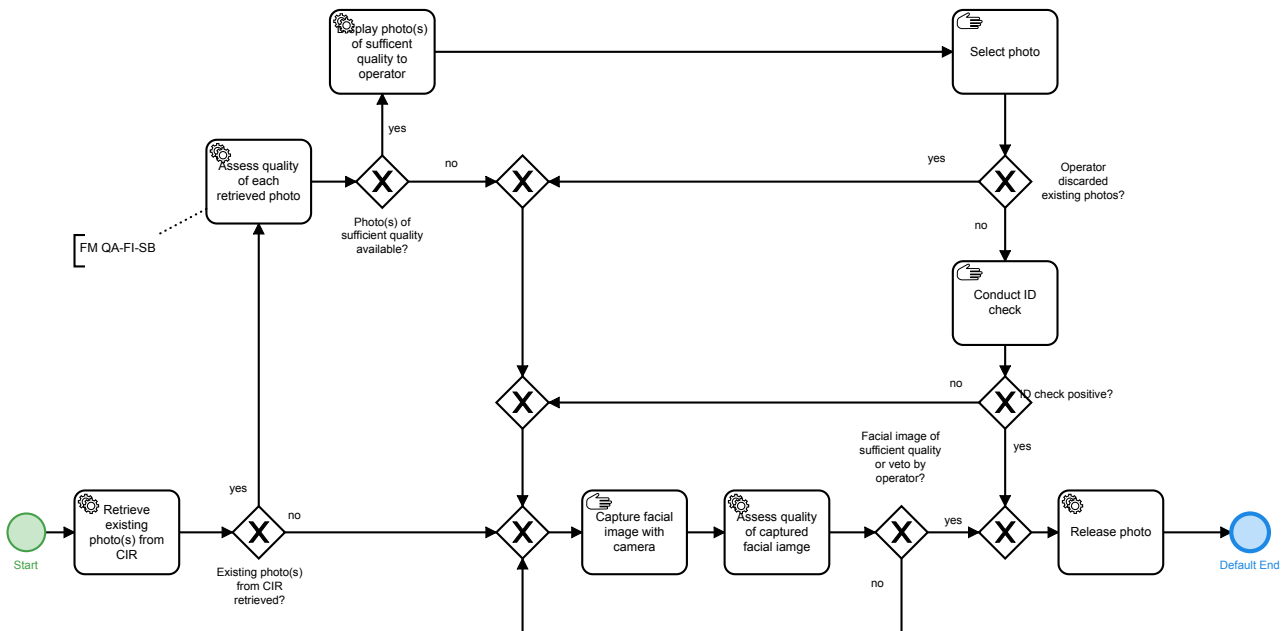 Display photo(s)
of sufficent
quality to
operator
Select photo
yes
Assess quality
of each
retrieved photo
no
yes
Operator
discarded
existing photos?
Photo(s) of
sufficient quality
available?
no
FM QA-FI-SB
Conduct ID
check
no
ID check positive?
Facial image of
sufficient quality
or veto by
operator?
yes
yes
no
Retrieve
existing
photo(s) from
CIR
Capture facial
image with
camera
Assess quality
of captured
facial iamge
yes
Release photo
Start
Existing photo(s)
from CIR
retrieved?
no
Default End